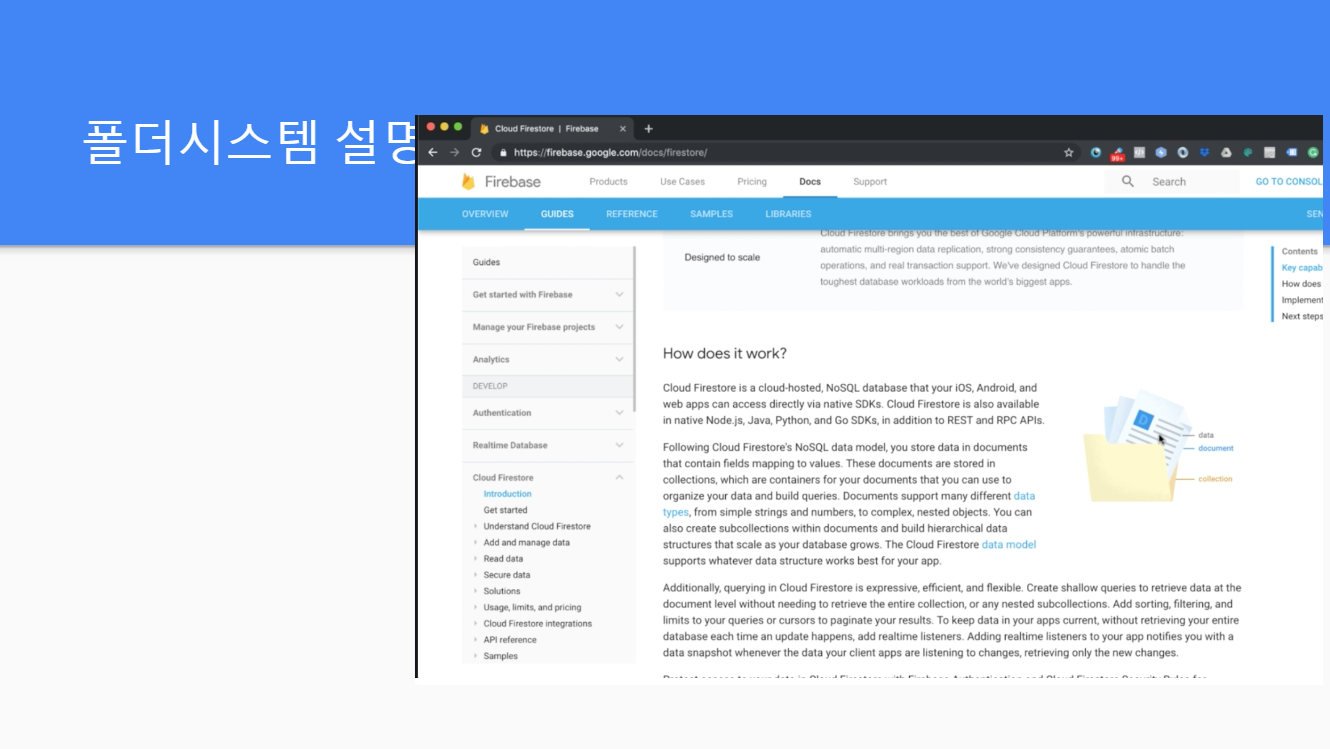 폴더시스템 설명
Cloud Firestore | Firebase
https://firebase.google.com/docs/firestore/
99+
Firebase
Products
Use Cases
Pricing
Docs
Support
Search
GO TO CONSOL
OVERVIEW
GUIDES
REFERENCE
SAMPLES
LIBRARIES
SEN
Guides
Get started with Firebase
Manage your Firebase projects
Analytics
DEVELOP
Authentication
Realtime Database
Cloud Firestore
Introduction
Get started
Understand Cloud Firestore
Add and manage data
Read data
Secure data
Solutions
Usage, limits, and pricing
Cloud Firestore integrations
API reference
Samples
Designed to scale
Cloud Firestore brings you the best of Google Cloud Platform's powerful infrastructure:
automatic multi-region data replication, strong consistency guarantees, atomic batch
operations, and real transaction support. We've designed Cloud Firestore to handle the
toughest database workloads from the world's biggest apps.
How does it work?
Cloud Firestore is a cloud-hosted, NoSQL database that your iOS, Android, and
web apps can access directly via native SDKs. Cloud Firestore is also available
in native Node.js, Java, Python, and Go SDKs, in addition to REST and RPC APIs.
Following Cloud Firestore's NoSQL data model, you store data in documents
that contain fields mapping to values. These documents are stored in
collections, which are containers for your documents that you can use to
organize your data and build queries. Documents support many different data
types, from simple strings and numbers, to complex, nested objects. You can
also create subcollections within documents and build hierarchical data
structures that scale as your database grows. The Cloud Firestore data model
supports whatever data structure works best for your app.
D
data
document
collection
Additionally, querying in Cloud Firestore is expressive, efficient, and flexible. Create shallow queries to retrieve data at the
document level without needing to retrieve the entire collection, or any nested subcollections. Add sorting, filtering, and
limits to your queries or cursors to paginate your results. To keep data in your apps current, without retrieving your entire
database each time an update happens, add realtime listeners. Adding realtime listeners to your app notifies you with a
data snapshot whenever the data your client apps are listening to changes, retrieving only the new changes.
Contents
Key capab
How does
Implement
Next steps